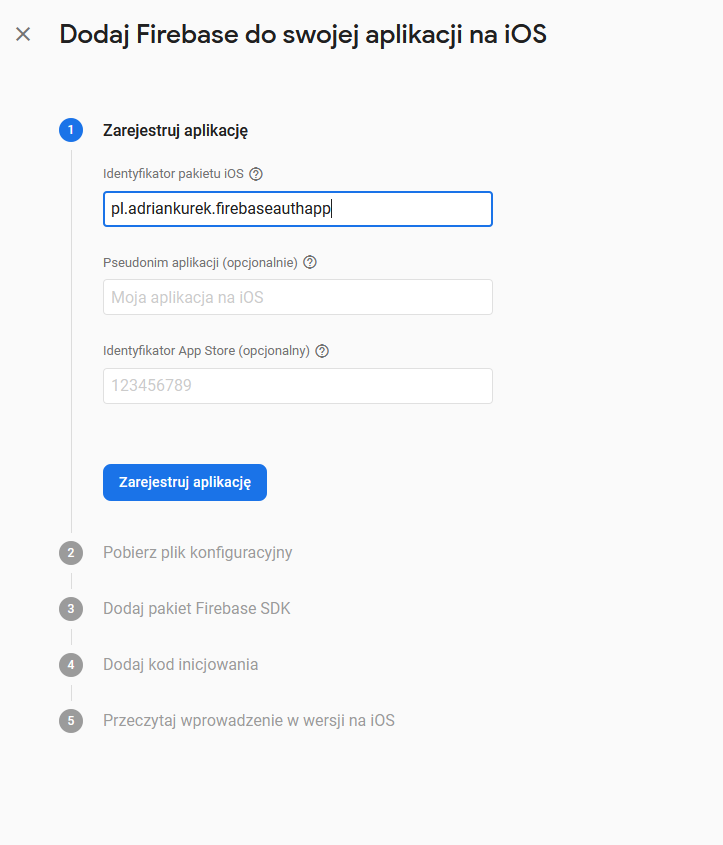 Dodaj Firebase do swojej aplikacji na iOS
1 Zarejestruj aplikację
Identyfikator pakietu iOS ?
pl.adriankurek.firebaseauthapp
Pseudonim aplikacji (opcjonalnie) ?
Moja aplikacja na iOS
Identyfikator App Store (opcjonalny) ?
123456789
Zarejestruj aplikację
2 Pobierz plik konfiguracyjny
3 Dodaj pakiet Firebase SDK
4 Dodaj kod inicjowania
5 Przeczytaj wprowadzenie w wersji na iOS